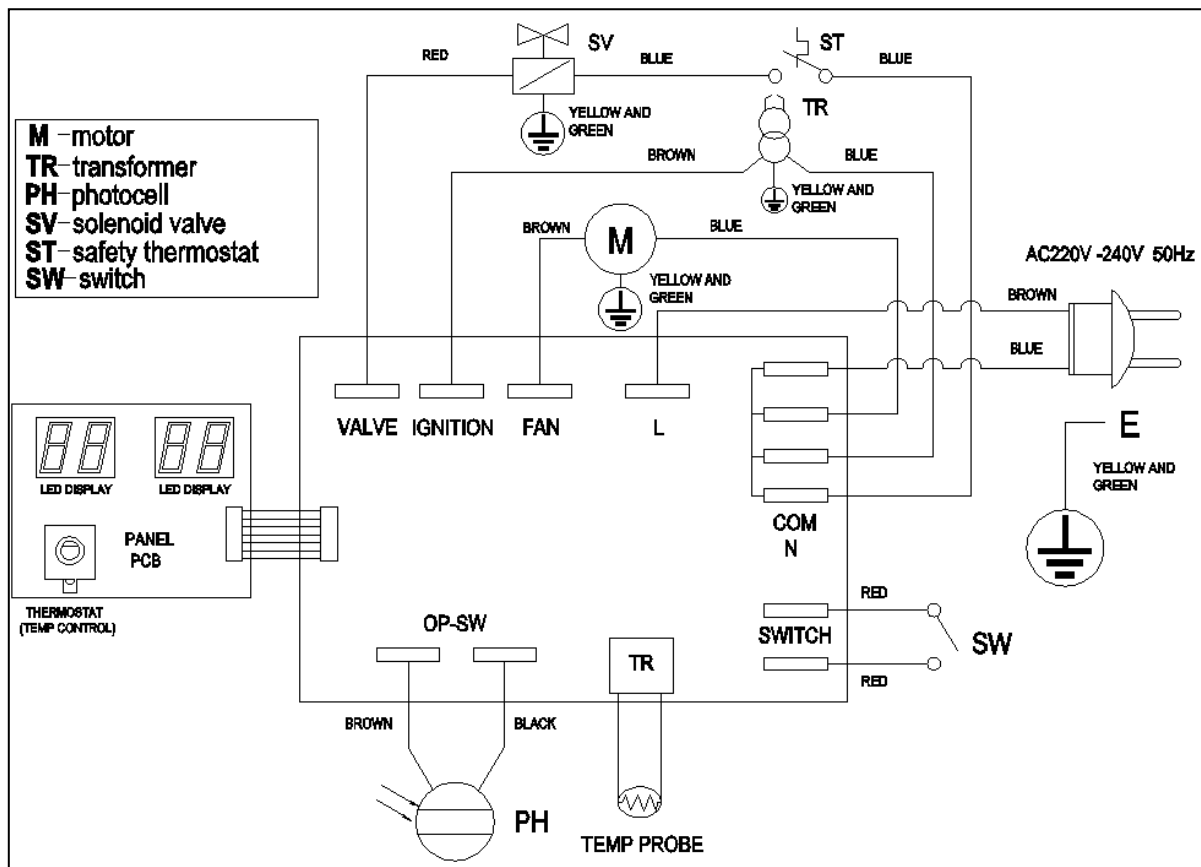 SV
ST
RED
BLUE
BLUE
YELLOW AND
GREEN
TR
M-motor
TR-transformer
PH-photocell
SV-solenoid valve
ST-safety thermostat
SW-switch
BROWN
BLUE
YELLOW AND
GREEN
BROWN
M
BLUE
YELLOW AND
GREEN
AC220V -240V 50Hz
BROWN
BLUE
VALVE
IGNITION
FAN
L
E
YELLOW AND
GREEN
88
88
LED DISPLAY
LED DISPLAY
PANEL
PCB
THERMOSTAT
(TEMP CONTROL)
COM
N
OP-SW
TR
SWITCH
RED
SW
RED
BROWN
BLACK
PH
TEMP PROBE